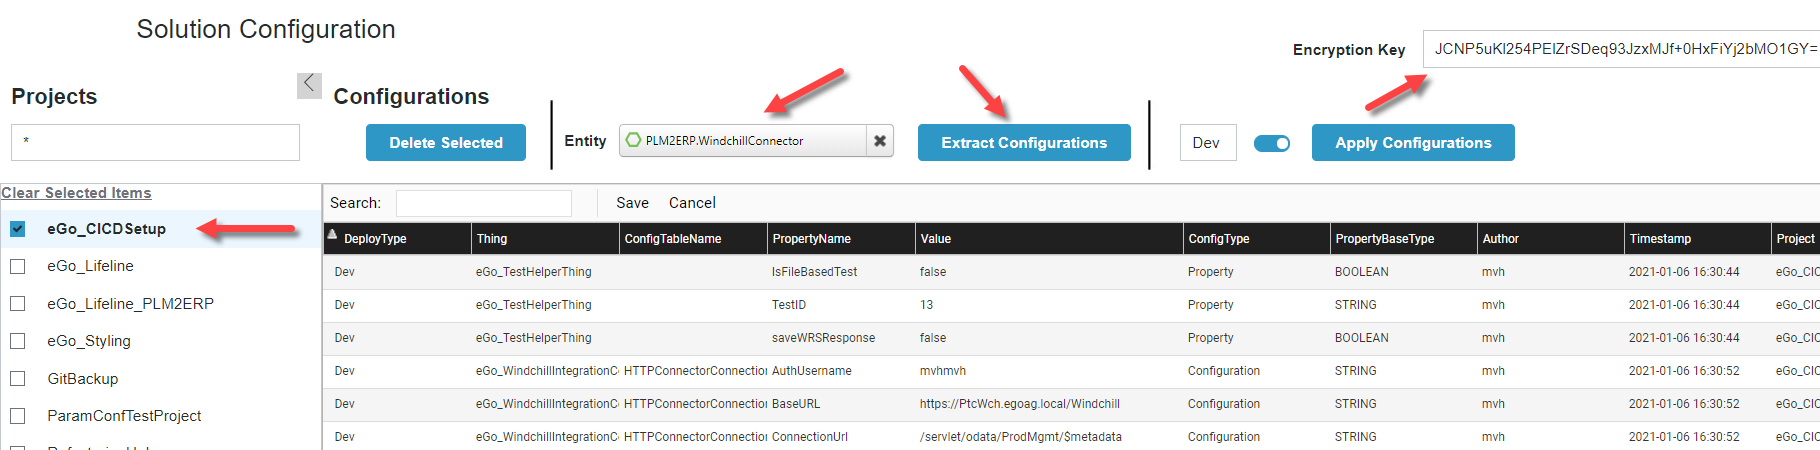 Solution Configuration
Encryption Key JCNP5uKl254PElZrSDeq93JzxMJf+0HxFiYj2bMO1GY=
Projects
Configurations
*
Delete Selected
Entity PLM2ERP.WindchillConnector
Extract Configurations
Dev
Apply Configurations
Clear Selected Items
eGo_CICDSetup
eGo_Lifeline
eGo_Lifeline_PLM2ERP
eGo_Styling
GitBackup
ParamConfTestProject
Search: Save Cancel
DeployType Thing ConfigTableName PropertyName Value ConfigType PropertyBaseType Author Timestamp Project
Dev eGo_TestHelperThing IsFileBasedTest false Property BOOLEAN mvh 2021-01-06 16:30:44 eGo_CIC
Dev eGo_TestHelperThing TestID 13 Property STRING mvh 2021-01-06 16:30:44 eGo_CIC
Dev eGo_TestHelperThing saveWRSResponse false Property BOOLEAN mvh 2021-01-06 16:30:44 eGo_CIC
Dev eGo_WindchillIntegrationC HTTPConnectorConnection AuthUsername mvhmvh Configuration STRING mvh 2021-01-06 16:30:52 eGo_CIC
Dev eGo_WindchillIntegrationC HTTPConnectorConnection BaseURL https://PtcWch.egoag.local/Windchill Configuration STRING mvh 2021-01-06 16:30:52 eGo_CIC
Dev eGo_WindchillIntegrationC HTTPConnectorConnection ConnectionUrl /servlet/odata/ProdMgmt/$metadata Configuration STRING mvh 2021-01-06 16:30:52 eGo_CIC